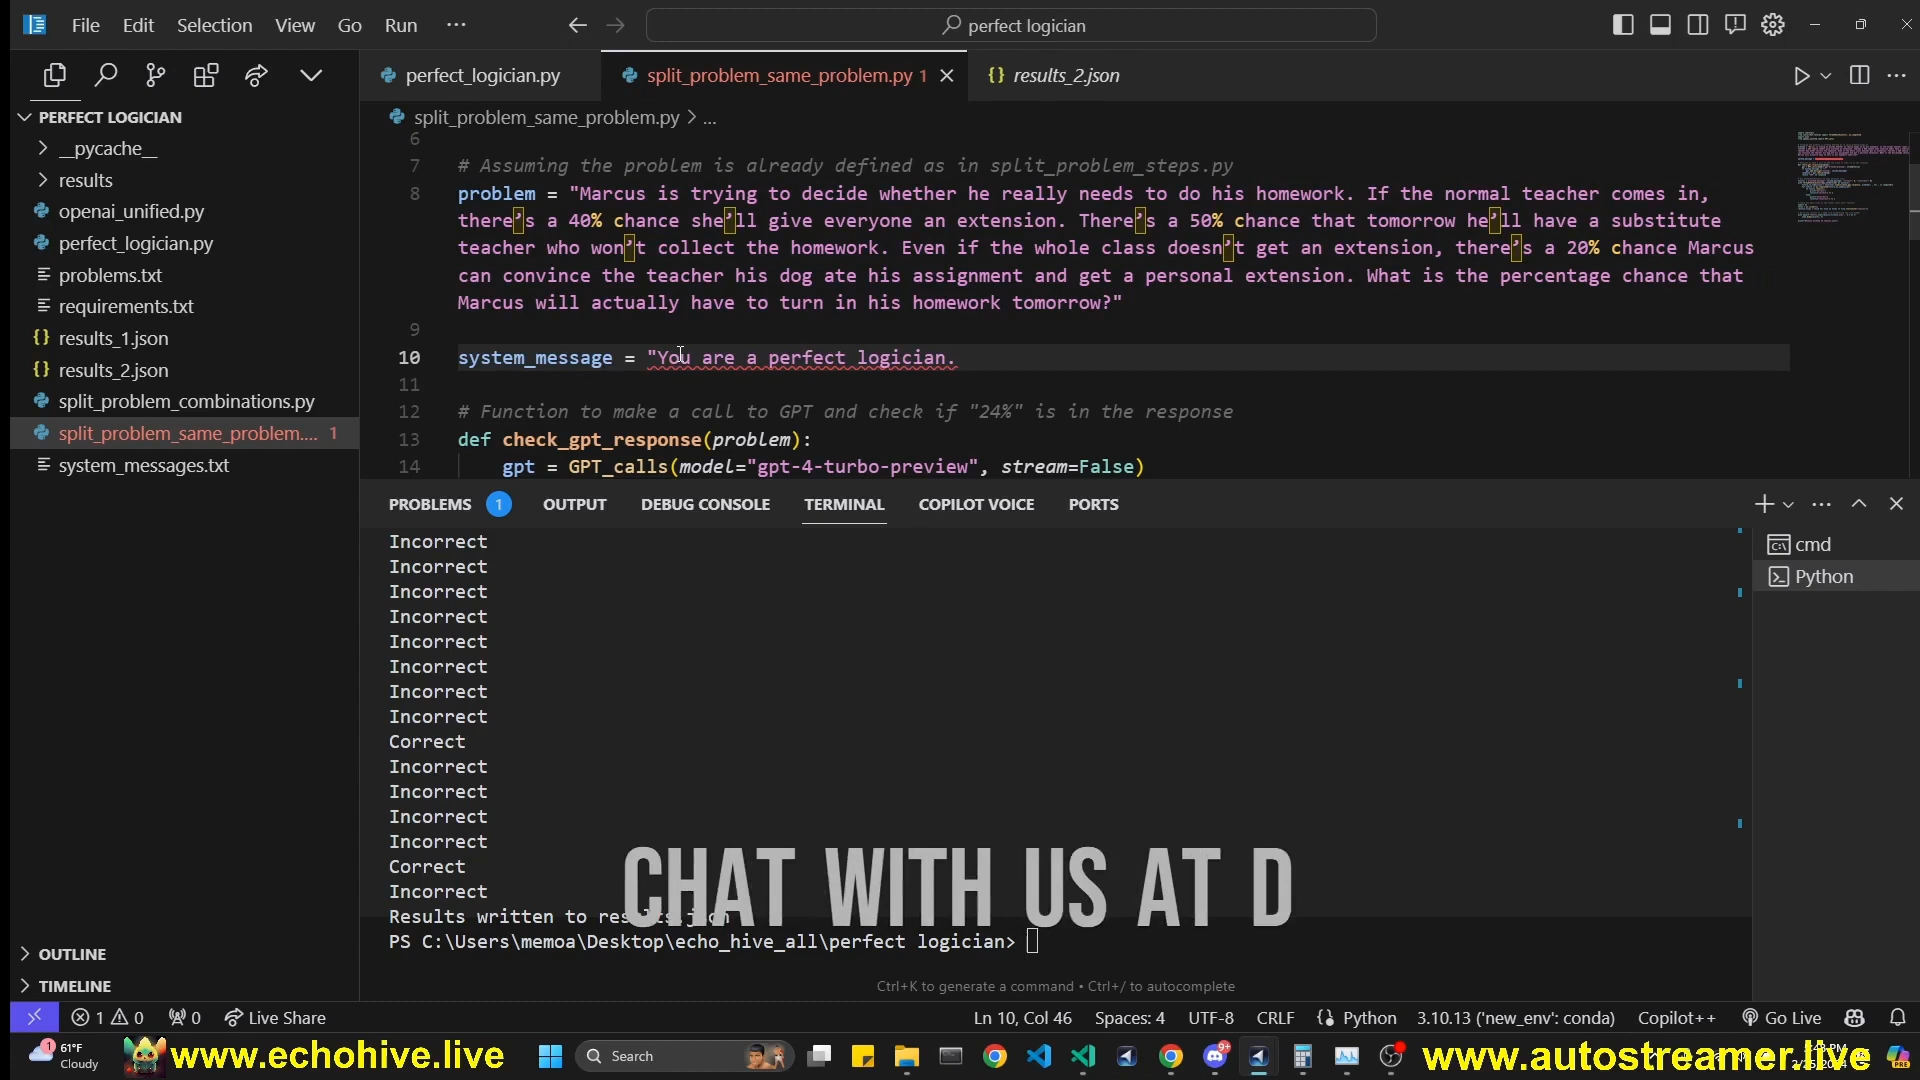 File Edit Selection View Go Run ··· perfect logician
perfect_logician.py split_problem_same_problem.py 1 {} results_2.json
PERFECT LOGICIAN
split_problem_same_problem.py > ...
__pycache__
results
openai_unified.py
perfect_logician.py
problems.txt
requirements.txt
{} results_1.json
{} results_2.json
split_problem_combinations.py
split_problem_same_problem.... 1
system_messages.txt
6
7 # Assuming the problem is already defined as in split_problem_steps.py
8 problem = "Marcus is trying to decide whether he really needs to do his homework. If the normal teacher comes in,
there’s a 40% chance she’ll give everyone an extension. There’s a 50% chance that tomorrow he’ll have a substitute
teacher who won’t collect the homework. Even if the whole class doesn’t get an extension, there’s a 20% chance Marcus
can convince the teacher his dog ate his assignment and get a personal extension. What is the percentage chance that
Marcus will actually have to turn in his homework tomorrow?"
9
10 system_message = "You are a perfect logician.
11
12 # Function to make a call to GPT and check if "24%" is in the response
13 def check_gpt_response(problem):
14 gpt = GPT_calls(model="gpt-4-turbo-preview", stream=False)
PROBLEMS 1 OUTPUT DEBUG CONSOLE TERMINAL COPILOT VOICE PORTS
cmd
Python
Incorrect
Incorrect
Incorrect
Incorrect
Incorrect
Incorrect
Incorrect
Incorrect
Correct
Incorrect
Incorrect
Incorrect
Incorrect
Correct
Incorrect
CHAT WITH US AT D
Results written to results.json
PS C:\Users\memoa\Desktop\echo_hive_all\perfect logician>
Ctrl+K to generate a command • Ctrl+/ to autocomplete
OUTLINE
TIMELINE
1 0 0 Live Share Ln 10, Col 46 Spaces: 4 UTF-8 CRLF {} Python 3.10.13 ('new_env': conda) Copilot++ Go Live
1 61°F
Cloudy
www.echohive.live
Search
9+
www.autostreamer.live
PRE